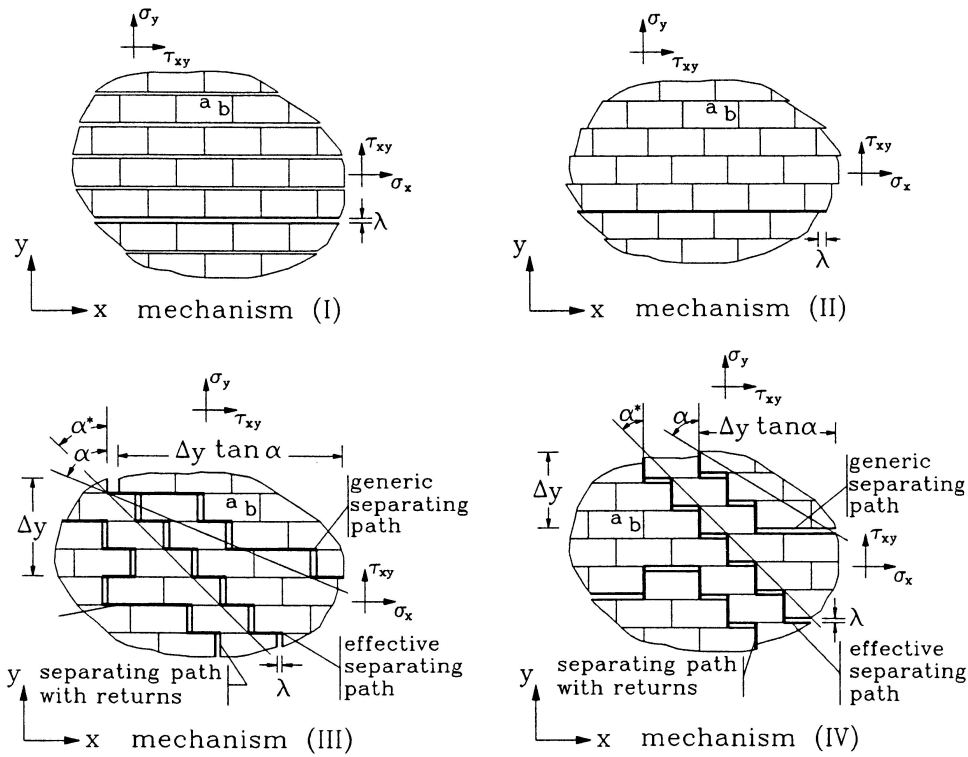 σy
τxy
a b
τxy
σx
λ
y
x mechanism (I)
σy
τxy
a b
τxy
σx
λ
y
x mechanism (II)
σy
τxy
α*
α
Δy tan α
Δy
a b
generic
separating
path
τxy
σx
separating path
with returns
λ
effective
separating
path
y
x mechanism (III)
σy
τxy
α*
α
Δy tanα
Δy
a b
generic
separating
path
τxy
σx
λ
separating path
with returns
effective
separating
path
y
x mechanism (IV)